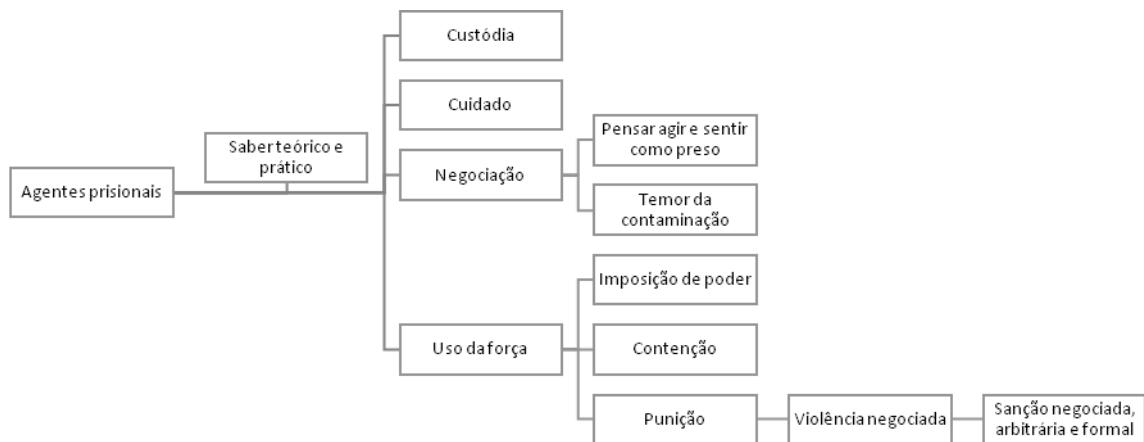 Agentes prisionais
Saber teórico e
prático
Custódia
Cuidado
Negociação
Pensar agir e sentir
como preso
Temor da
contaminação
Uso da força
Imposição de poder
Contenção
Punição
Violência negociada
Sanção negociada,
arbitrária e formal